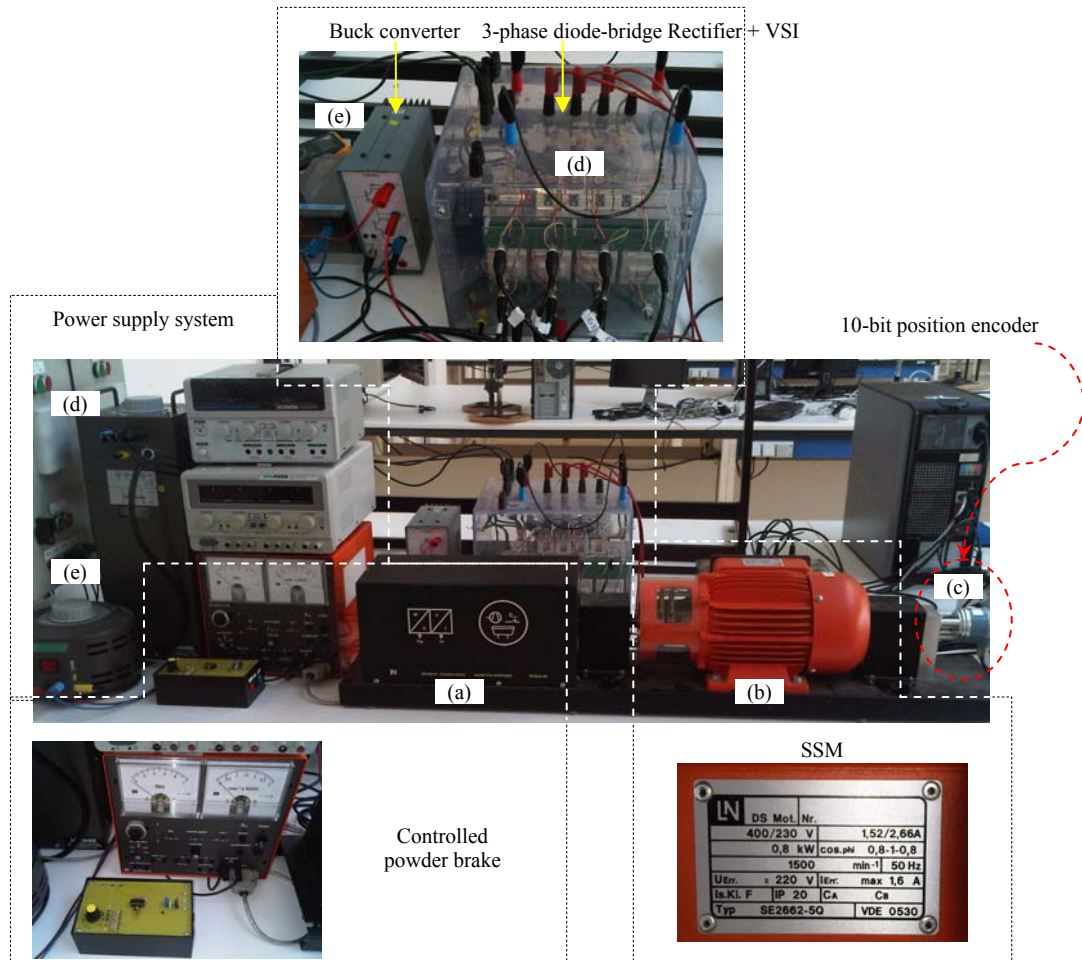 Buck converter 3-phase diode-bridge Rectifier + VSI
(e)
(d)
Power supply system
10-bit position encoder
(d)
(e)
(c)
(a)
(b)
IN
SSM
Controlled
powder brake
LN DS Mot. Nr.
400/230 V 1,52/2,66A
0,8 kW cos.phi 0,8-1-0,8
1500 min-1 50 Hz
UErr. = 220 V IErr. max 1,6 A
Is.Kl. F IP 20 CA CB
Typ SE2662-5Q VDE 0530